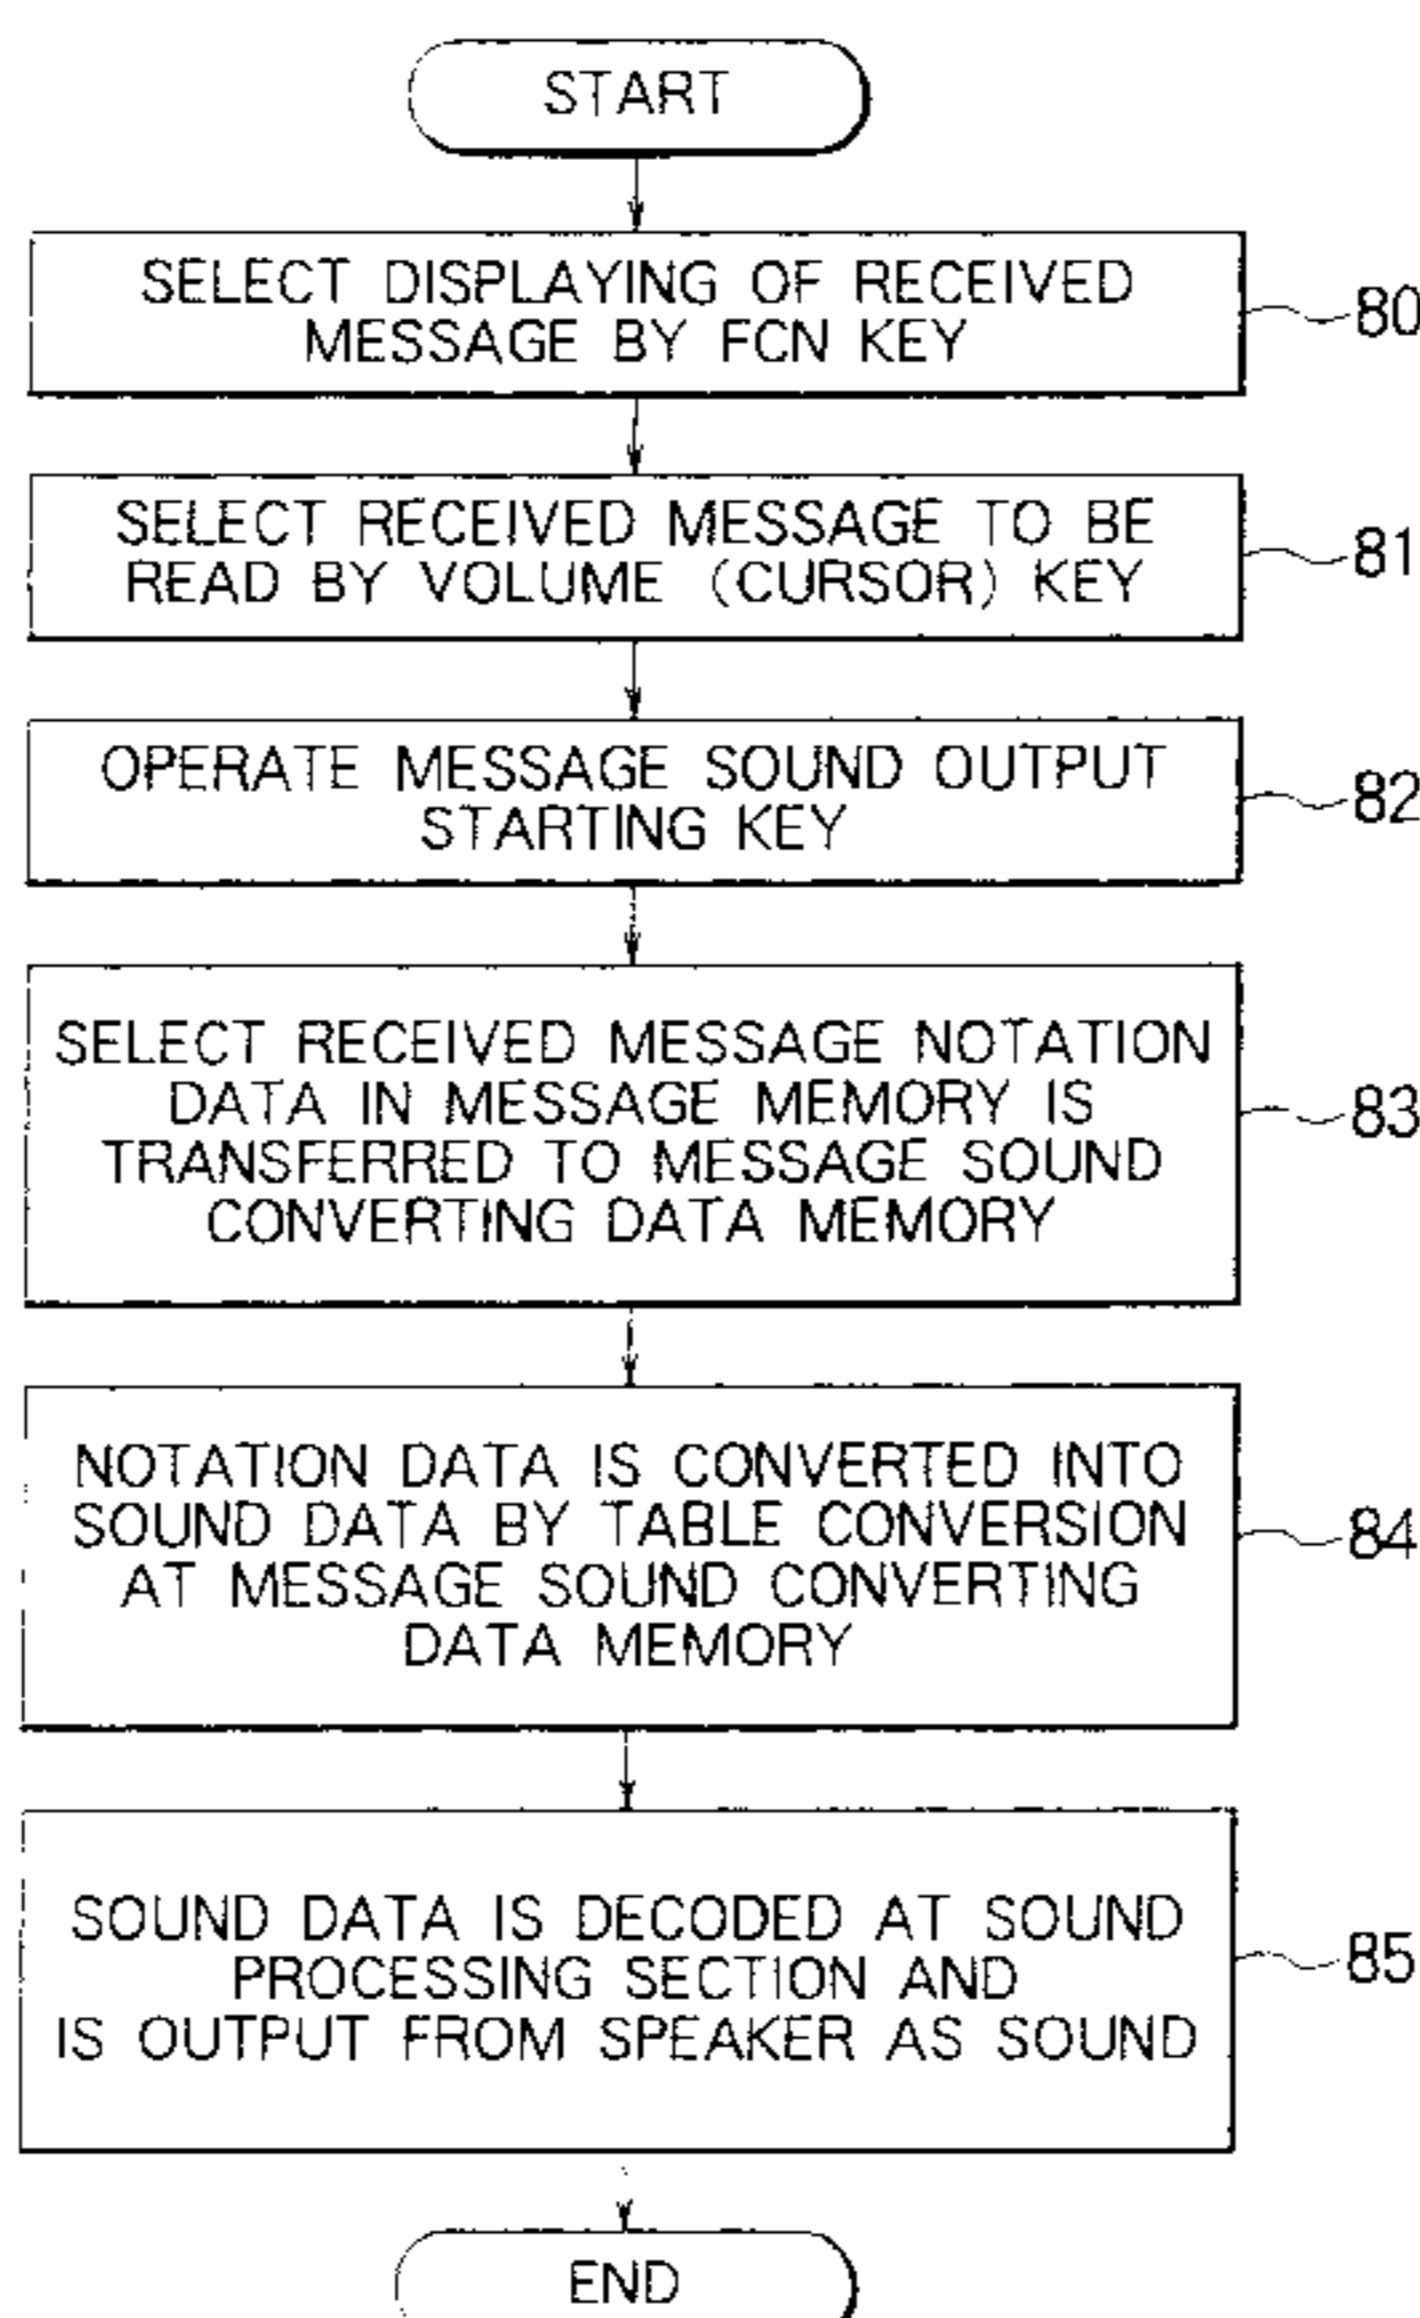 START
SELECT DISPLAYING OF RECEIVED
MESSAGE BY FCN KEY
80
SELECT RECEIVED MESSAGE TO BE
READ BY VOLUME (CURSOR) KEY
81
OPERATE MESSAGE SOUND OUTPUT
STARTING KEY
82
SELECT RECEIVED MESSAGE NOTATION
DATA IN MESSAGE MEMORY IS
TRANSFERRED TO MESSAGE SOUND
CONVERTING DATA MEMORY
83
NOTATION DATA IS CONVERTED INTO
SOUND DATA BY TABLE CONVERSION
AT MESSAGE SOUND CONVERTING
DATA MEMORY
84
SOUND DATA IS DECODED AT SOUND
PROCESSING SECTION AND
IS OUTPUT FROM SPEAKER AS SOUND
85
END